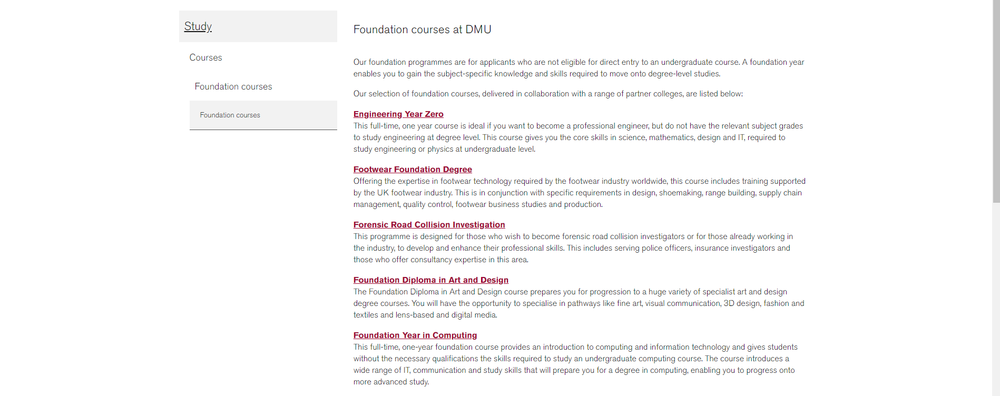 Study
Courses
Foundation courses
Foundation courses
Foundation courses at DMU
Our foundation programmes are for applicants who are not eligible for direct entry to an undergraduate course. A foundation year
enables you to gain the subject-specific knowledge and skills required to move onto degree-level studies.
Our selection of foundation courses, delivered in collaboration with a range of partner colleges, are listed below:
Engineering Year Zero
This full-time, one year course is ideal if you want to become a professional engineer, but do not have the relevant subject grades
to study engineering at degree level. This course gives you the core skills in science, mathematics, design and IT, required to
study engineering or physics at undergraduate level.
Footwear Foundation Degree
Offering the expertise in footwear technology required by the footwear industry worldwide, this course includes training supported
by the UK footwear industry. This is in conjunction with specific requirements in design, shoemaking, range building, supply chain
management, quality control, footwear business studies and production.
Forensic Road Collision Investigation
This programme is designed for those who wish to become forensic road collision investigators or for those already working in
the industry, to develop and enhance their professional skills. This includes serving police officers, insurance investigators and
those who offer consultancy expertise in this area.
Foundation Diploma in Art and Design
The Foundation Diploma in Art and Design course prepares you for progression to a huge variety of specialist art and design
degree courses. You will have the opportunity to specialise in pathways like fine art, visual communication, 3D design, fashion and
textiles and lens-based and digital media.
Foundation Year in Computing
This full-time, one-year foundation course provides an introduction to computing and information technology and gives students
without the necessary qualifications the skills required to study an undergraduate computing course. The course introduces a
wide range of IT, communication and study skills that will prepare you for a degree in computing, enabling you to progress onto
more advanced study.